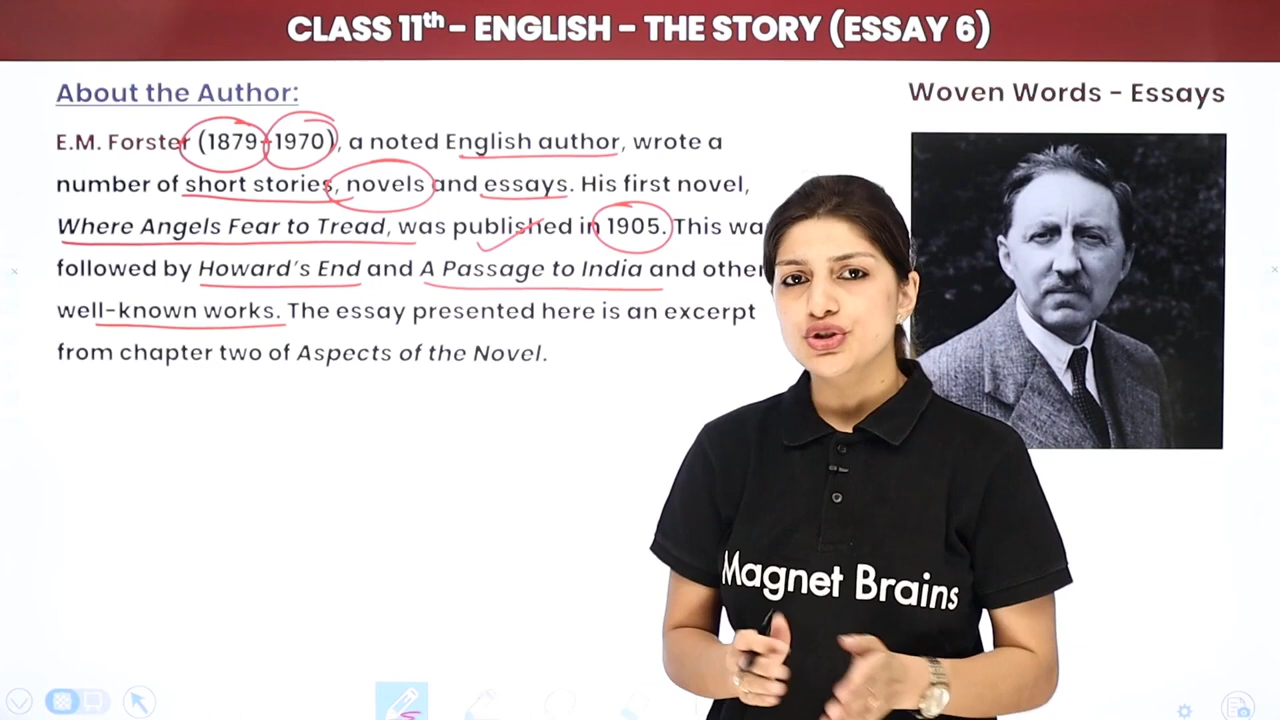 CLASS 11th - ENGLISH - THE STORY (ESSAY 6)
About the Author:
Woven Words - Essays
E.M. Forster (1879-1970), a noted English author, wrote a
number of short stories, novels and essays. His first novel,
Where Angels Fear to Tread, was published in 1905. This wa
followed by Howard's End and A Passage to India and other
well-known works. The essay presented here is an excerpt
from chapter two of Aspects of the Novel.
Magnet Brains